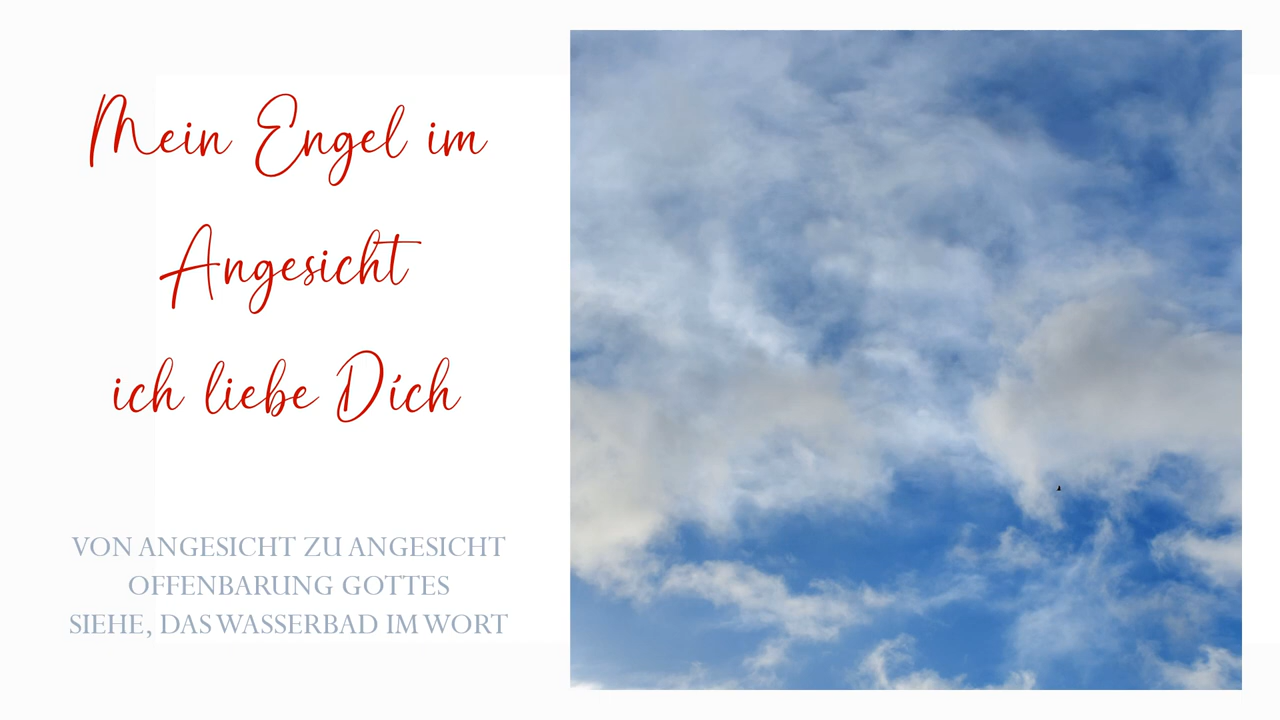 Mein Engel im
Angesicht
ich liebe Dich
VON ANGESICHT ZU ANGESICHT
OFFENBARUNG GOTTES
SIEHE, DAS WASSERBAD IM WORT